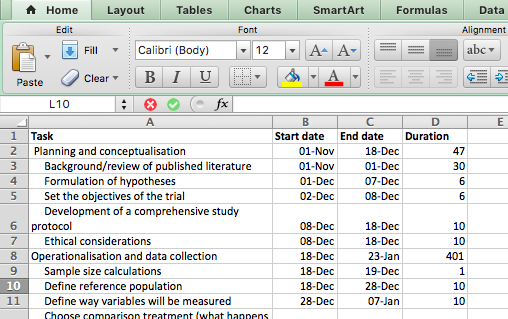 Home Layout Tables Charts SmartArt Formulas Data
Edit Font Alignment
Fill Calibri (Body) 12 A A abc
Paste Clear B I U A
L10 fx
A B C D E
1 Task Start date End date Duration
2 Planning and conceptualisation 01-Nov 18-Dec 47
3 Background/review of published literature 01-Nov 01-Dec 30
4 Formulation of hypotheses 01-Dec 07-Dec 6
5 Set the objectives of the trial 02-Dec 08-Dec 6
Development of a comprehensive study
6 protocol 08-Dec 18-Dec 10
7 Ethical considerations 08-Dec 18-Dec 10
8 Operationalisation and data collection 18-Dec 23-Jan 401
9 Sample size calculations 18-Dec 19-Dec 1
10 Define reference population 18-Dec 28-Dec 10
11 Define way variables will be measured 28-Dec 07-Jan 10
Choose comparison treatment (what happens